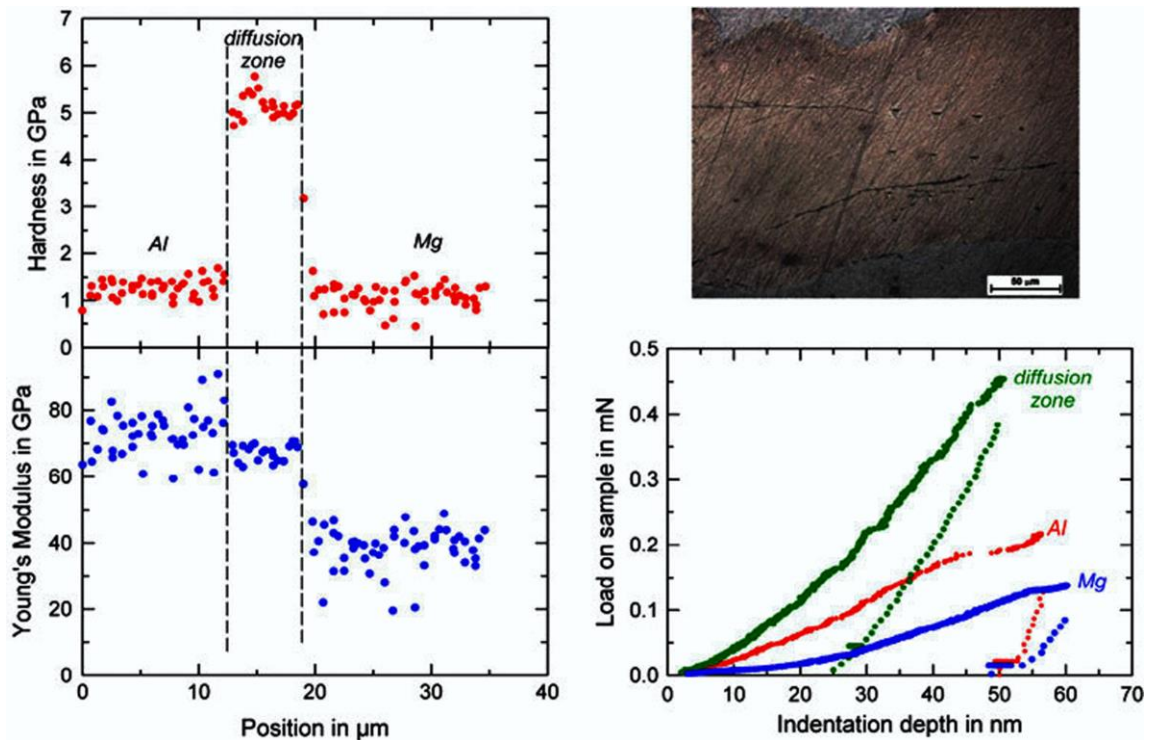 7
6
5
4
3
2
1
0
Hardness in GPa
diffusion
zone
Al
Mg
80
60
40
20
0
Young's Modulus in GPa
0 10 20 30 40
Position in µm
50 µm
0.5
0.4
0.3
0.2
0.1
0.0
Load on sample in mN
diffusion
zone
Al
Mg
0 10 20 30 40 50 60 70
Indentation depth in nm